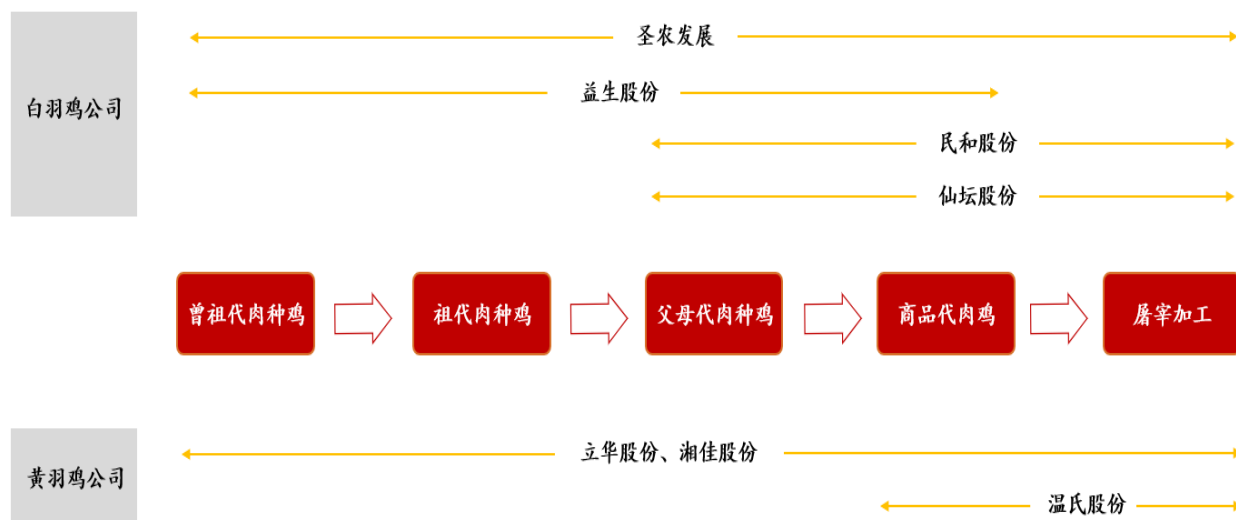 圣农发展
益生股份
白羽鸡公司
民和股份
仙坛股份
曾祖代肉种鸡
祖代肉种鸡
父母代肉种鸡
商品代肉鸡
屠宰加工
立华股份、湘佳股份
黄羽鸡公司
温氏股份